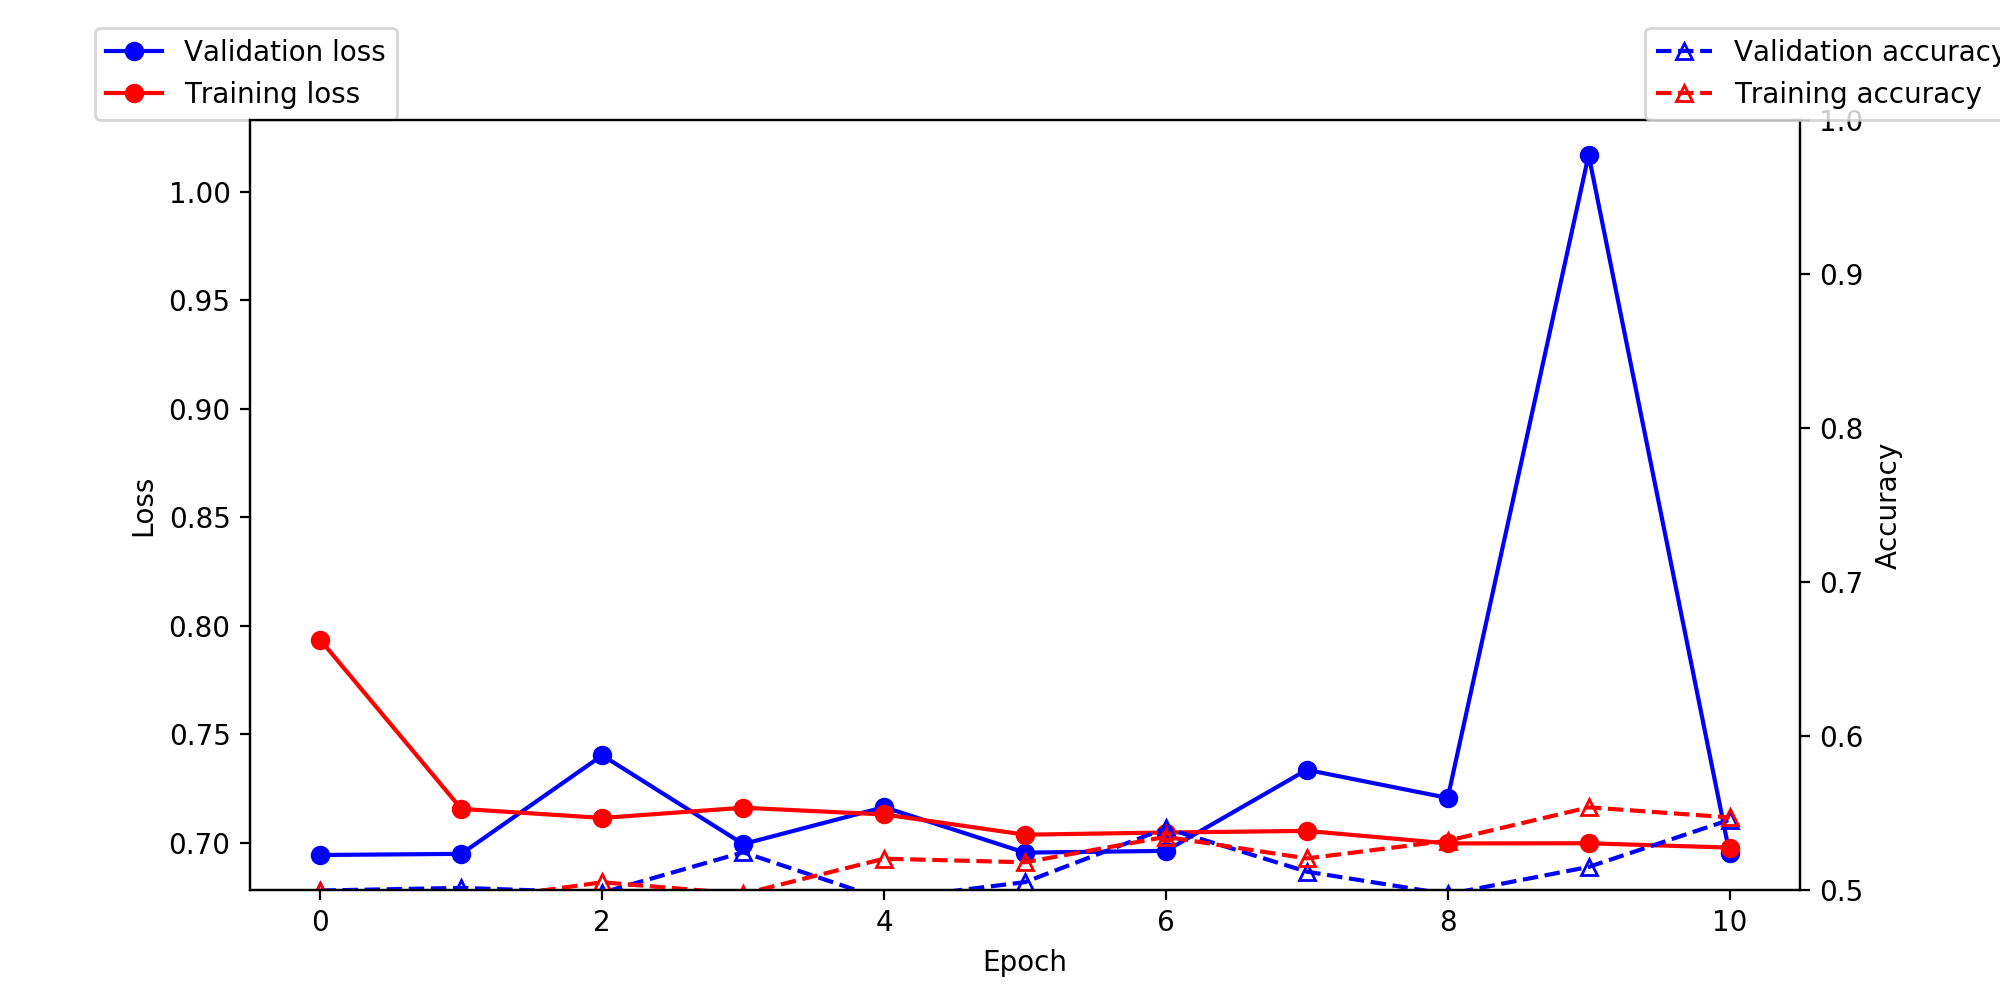 Validation loss
Training loss
Validation accuracy
Training accuracy
1.00
0.95
0.90
0.85
0.80
0.75
0.70
Loss
1.0
0.9
0.8
0.7
0.6
0.5
Accuracy
0 2 4 6 8 10
Epoch